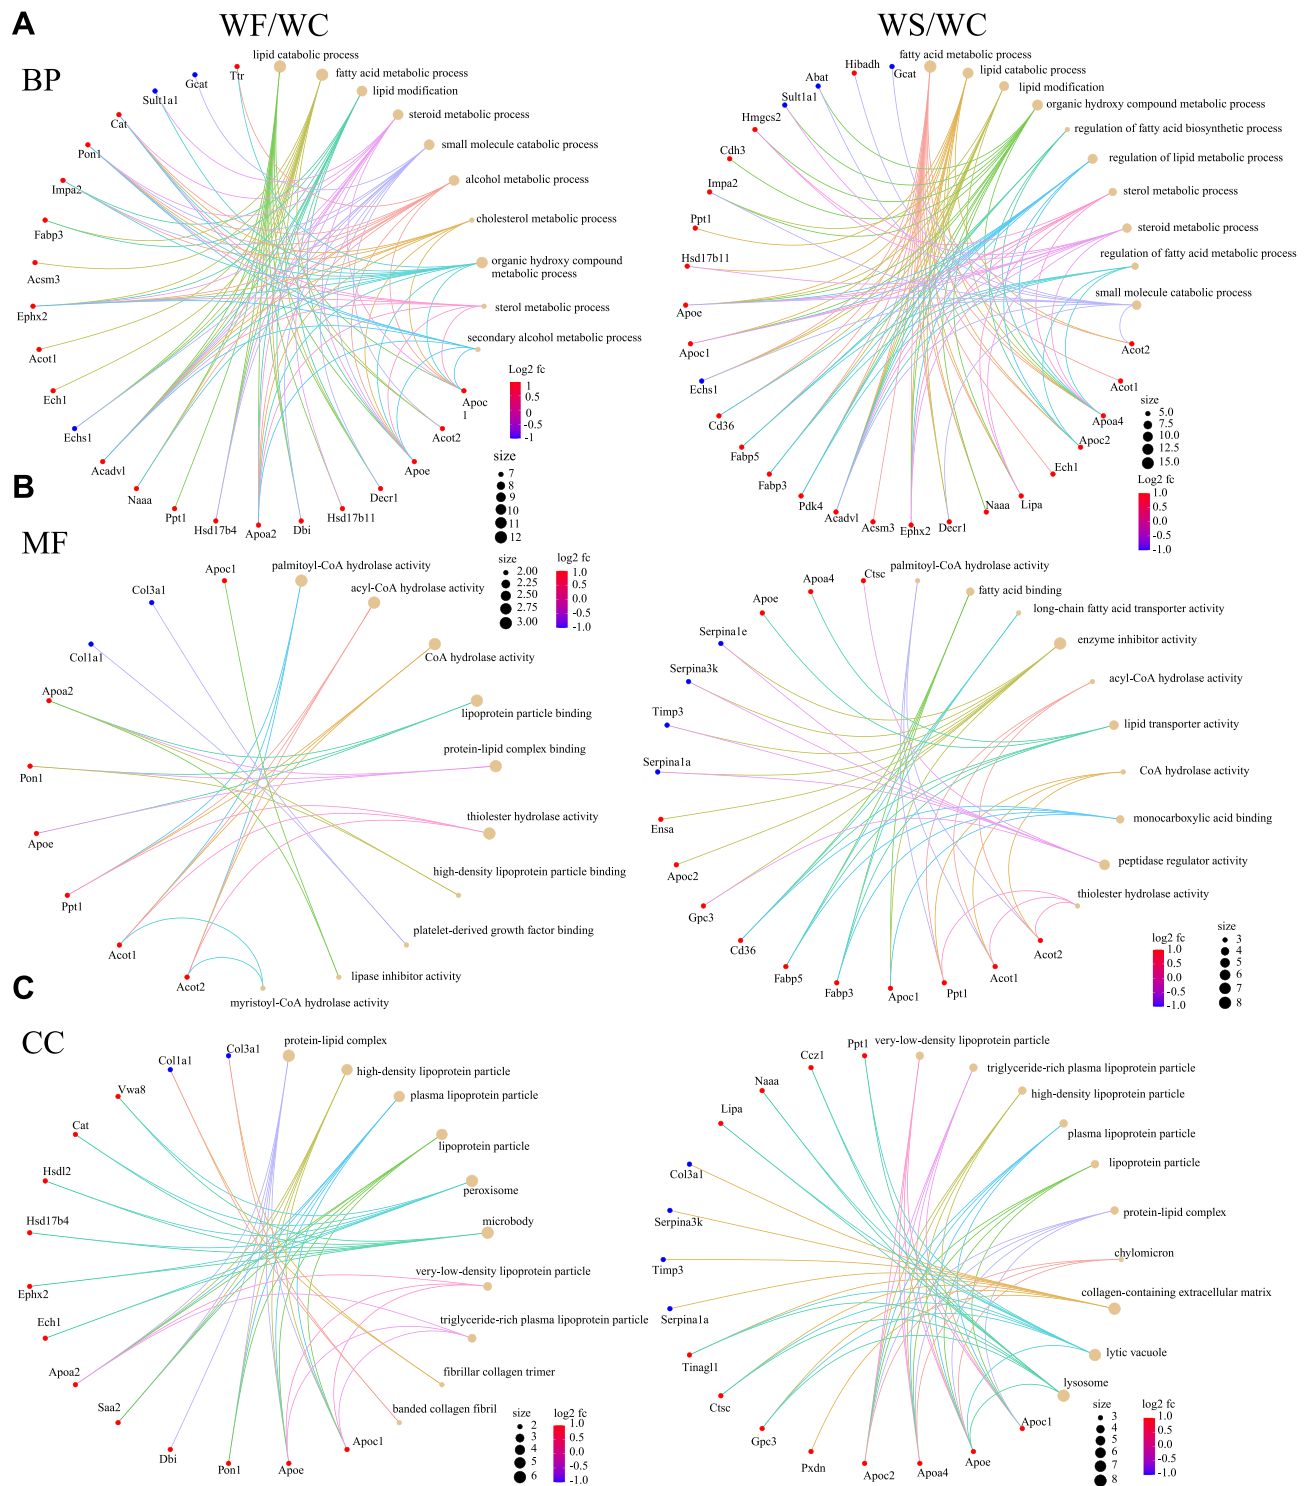 A
WF/WC
WS/WC
BP
lipid catabolic process
fatty acid metabolic process
lipid modification
steroid metabolic process
small molecule catabolic process
alcohol metabolic process
cholesterol metabolic process
organic hydroxy compound
metabolic process
sterol metabolic process
secondary alcohol metabolic process
Ttr
Gcat
Sult1a1
Cat
Pon1
Impa2
Fabp3
Acsm3
Ephx2
Acot1
Ech1
Echs1
Acadvl
Naaa
Ppt1
Hsd17b4
Apoa2
Dbi
Hsd17b11
Decr1
Apoe
Acot2
Apoc
1
Log2 fc
1
0.5
0
-0.5
-1
size
7
8
9
10
11
12
fatty acid metabolic process
lipid catabolic process
lipid modification
organic hydroxy compound metabolic process
regulation of fatty acid biosynthetic process
regulation of lipid metabolic process
sterol metabolic process
steroid metabolic process
regulation of fatty acid metabolic process
small molecule catabolic process
Gcat
Hibadh
Abat
Sult1a1
Hmgcs2
Cdh3
Impa2
Ppt1
Hsd17b11
Apoe
Apoc1
Echs1
Cd36
Fabp5
Fabp3
Pdk4
Acadvl
Acsm3
Ephx2
Decr1
Naaa
Lipa
Ech1
Apoc2
Apoa4
Acot1
Acot2
size
5.0
7.5
10.0
12.5
15.0
Log2 fc
1.0
0.5
0.0
-0.5
-1.0
B
MF
palmitoyl-CoA hydrolase activity
acyl-CoA hydrolase activity
CoA hydrolase activity
lipoprotein particle binding
protein-lipid complex binding
thiolester hydrolase activity
high-density lipoprotein particle binding
platelet-derived growth factor binding
lipase inhibitor activity
myristoyl-CoA hydrolase activity
Apoc1
Col3a1
Col1a1
Apoa2
Pon1
Apoe
Ppt1
Acot1
Acot2
size
2.00
2.25
2.50
2.75
3.00
log2 fc
1.0
0.5
0.0
-0.5
-1.0
palmitoyl-CoA hydrolase activity
fatty acid binding
long-chain fatty acid transporter activity
enzyme inhibitor activity
acyl-CoA hydrolase activity
lipid transporter activity
CoA hydrolase activity
monocarboxylic acid binding
peptidase regulator activity
thiolester hydrolase activity
Ctsc
Apoa4
Apoe
Serpina1e
Serpina3k
Timp3
Serpina1a
Ensa
Apoc2
Gpc3
Cd36
Fabp5
Fabp3
Apoc1
Ppt1
Acot1
Acot2
log2 fc
1.0
0.5
0.0
-0.5
-1.0
size
3
4
5
6
7
8
C
CC
protein-lipid complex
high-density lipoprotein particle
plasma lipoprotein particle
lipoprotein particle
peroxisome
microbody
very-low-density lipoprotein particle
triglyceride-rich plasma lipoprotein particle
fibrillar collagen trimer
banded collagen fibril
Col3a1
Col1a1
Vwa8
Cat
Hsdl2
Hsd17b4
Ephx2
Ech1
Apoa2
Saa2
Dbi
Pon1
Apoe
Apoc1
size
2
3
4
5
6
log2 fc
1.0
0.5
0.0
-0.5
-1.0
very-low-density lipoprotein particle
triglyceride-rich plasma lipoprotein particle
high-density lipoprotein particle
plasma lipoprotein particle
lipoprotein particle
protein-lipid complex
chylomicron
collagen-containing extracellular matrix
lytic vacuole
lysosome
Ppt1
Ccz1
Naaa
Lipa
Col3a1
Serpina3k
Timp3
Serpina1a
Tinagl1
Ctsc
Gpc3
Pxdn
Apoc2
Apoa4
Apoe
Apoc1
size
3
4
5
6
7
8
log2 fc
1.0
0.5
0.0
-0.5
-1.0